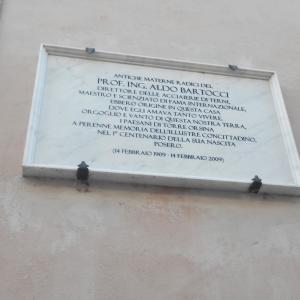 ANTICHE MATERNE RADICI DEL
PROF. ING. ALDO BARTOCCI
DIRETTORE DELLE ACCIAIERIE DI TERNI,
MAESTRO E SCIENZIATO DI FAMA INTERNAZIONALE,
EBBERO ORIGINE IN QUESTA CASA
DOVE EGLI AMAVA TANTO VIVERE,
ORGOGLIO E VANTO DI QUESTA NOSTRA TERRA,
I PAESANI DI TORRE ORSINA
A PERENNE MEMORIA DELL'ILLUSTRE CONCITTADINO,
NEL 1° CENTENARIO DELLA SUA NASCITA
POSERO.
(14 FEBBRAIO 1909 - 14 FEBBRAIO 2009)